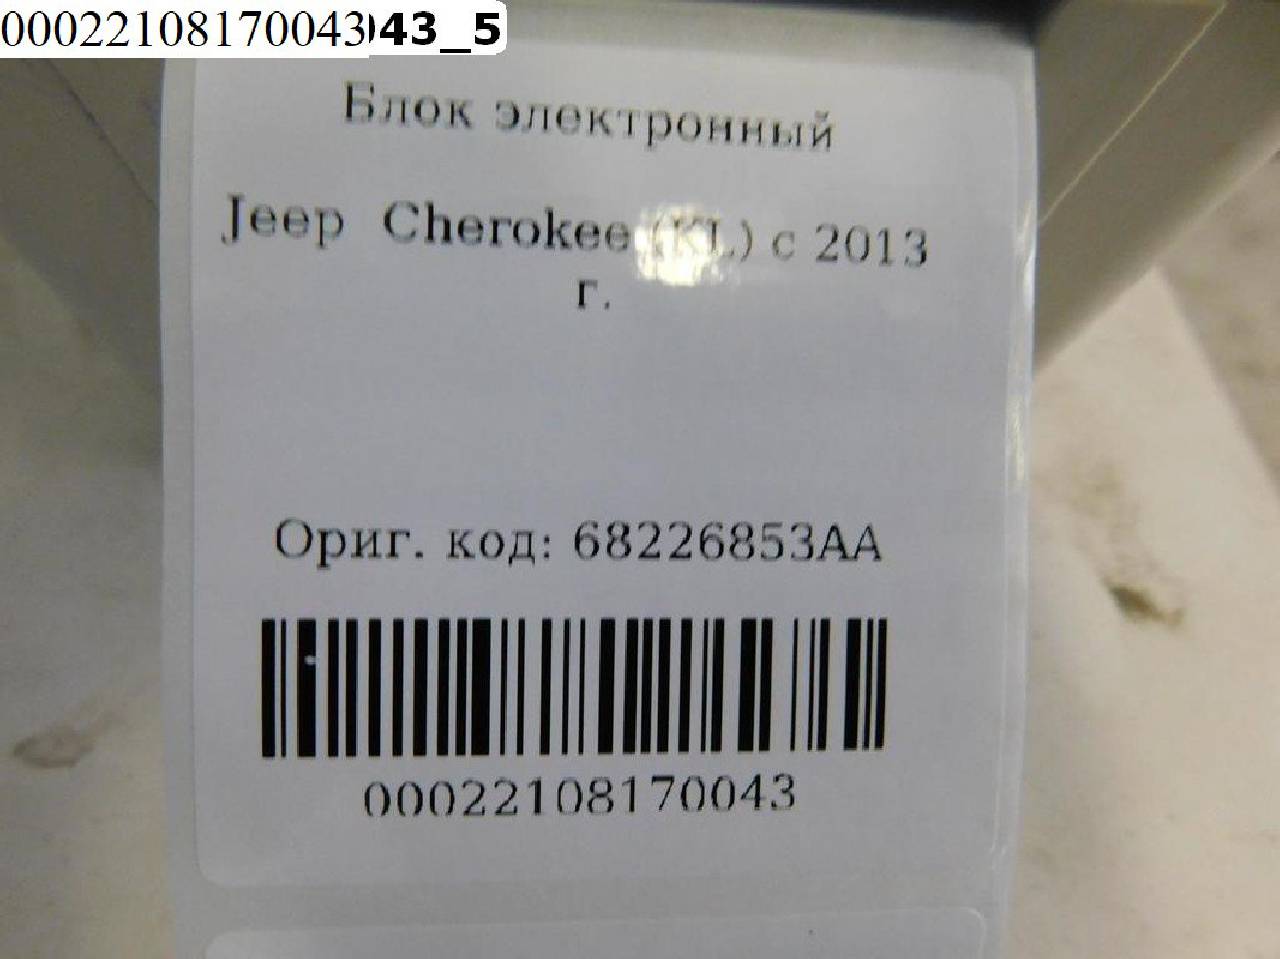 00022108170043043_5
Блок электронный
Jeep Cherokee (KL) с 2013
г.
Ориг. код: 68226853AA
00022108170043